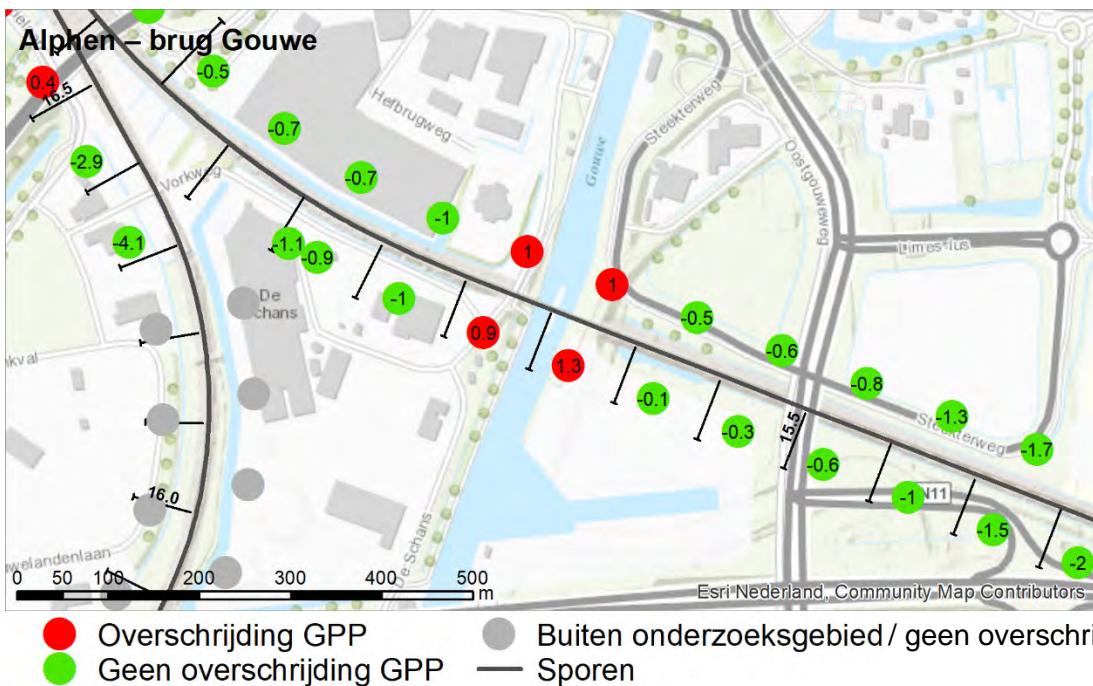 Alphen – brug Gouwe
0.4
16.5
-0.5
-2.9
-0.7
Hefbrugweg
Steekterweg
Gouwe
Oostgouweweg
Vorkweg
-0.7
-4.1
-1
-1.1
-0.9
1
1
Limes-lus
De
Schans
-1
0.9
-0.5
-0.6
1.3
-0.8
-0.1
-1.3
Steekterweg
-0.3
15.5
-1.7
-0.6
16.0
-1
N11
-1.5
De Schans
-2
0 50 100 200 300 400 500
m
Esri Nederland, Community Map Contributors
Overschrijding GPP
Buiten onderzoeksgebied / geen overschri
Geen overschrijding GPP
Sporen